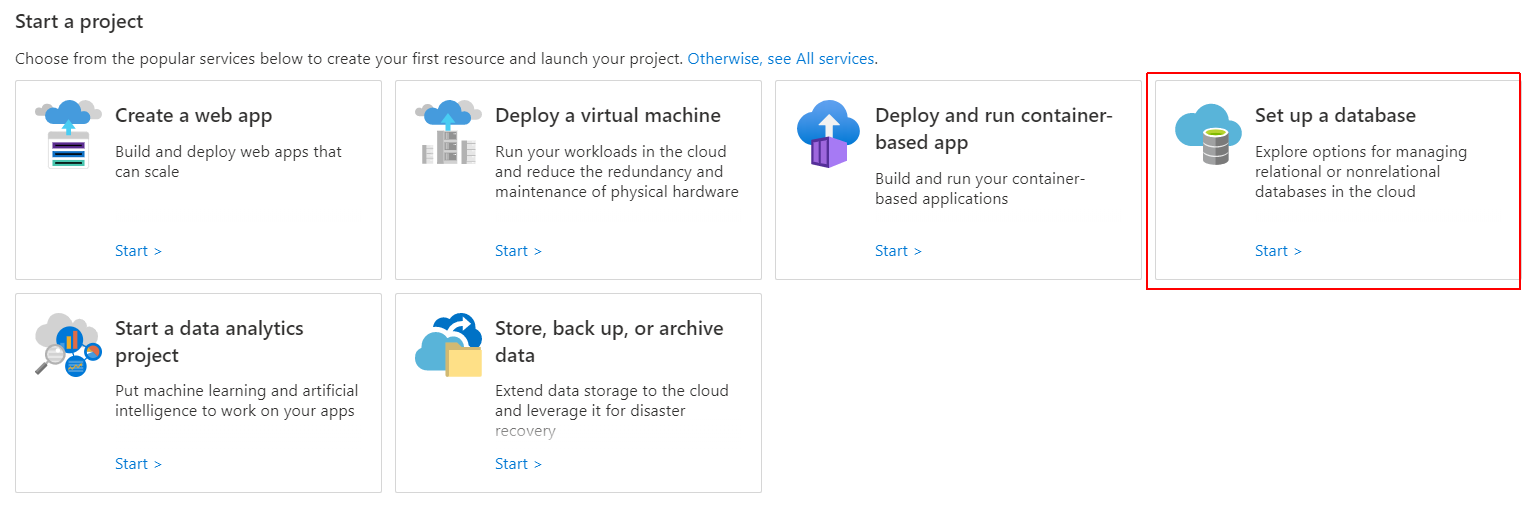 Start a project
Choose from the popular services below to create your first resource and launch your project. Otherwise, see All services.
Create a web app
Build and deploy web apps that
can scale
Start >
Deploy a virtual machine
Run your workloads in the cloud
and reduce the redundancy and
maintenance of physical hardware
Start >
Deploy and run container-
based app
Build and run your container-
based applications
Start >
Set up a database
Explore options for managing
relational or nonrelational
databases in the cloud
Start >
Start a data analytics
project
Put machine learning and artificial
intelligence to work on your apps
Start >
Store, back up, or archive
data
Extend data storage to the cloud
and leverage it for disaster
recovery
Start >